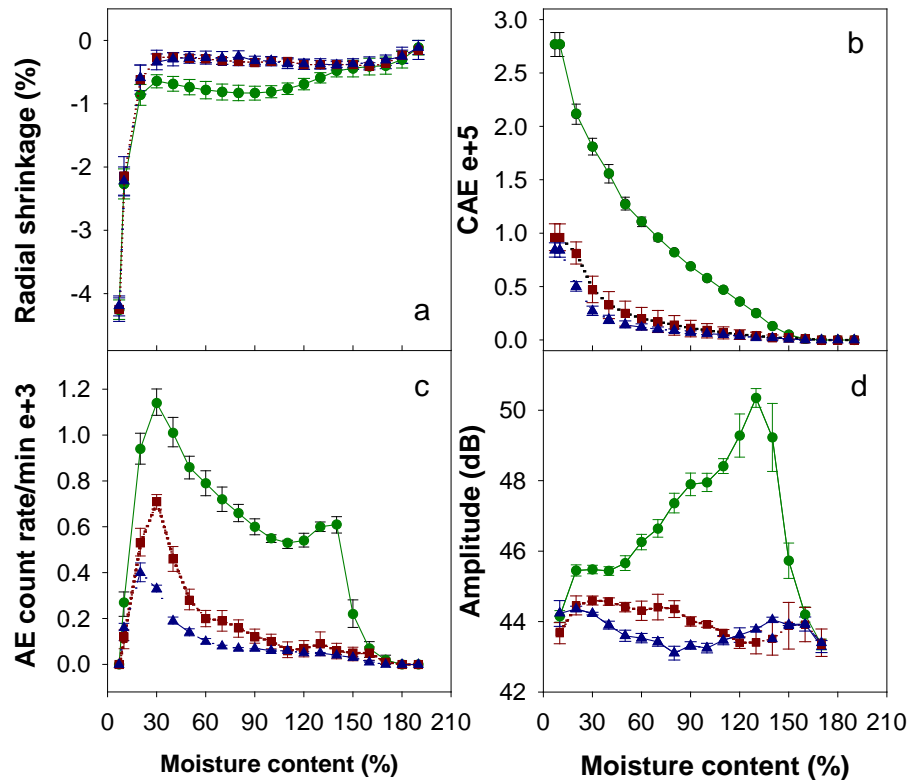 Radial shrinkage (%)
0
-1
-2
-3
-4
a
CAE e+5
3.0
2.5
2.0
1.5
1.0
0.5
0.0
b
AE count rate/min e+3
1.2
1.0
0.8
0.6
0.4
0.2
0.0
c
0 30 60 90 120 150 180
Moisture content (%)
Amplitude (dB)
50
48
46
44
42
d
0 30 60 90 120 150 180 210
Moisture content (%)